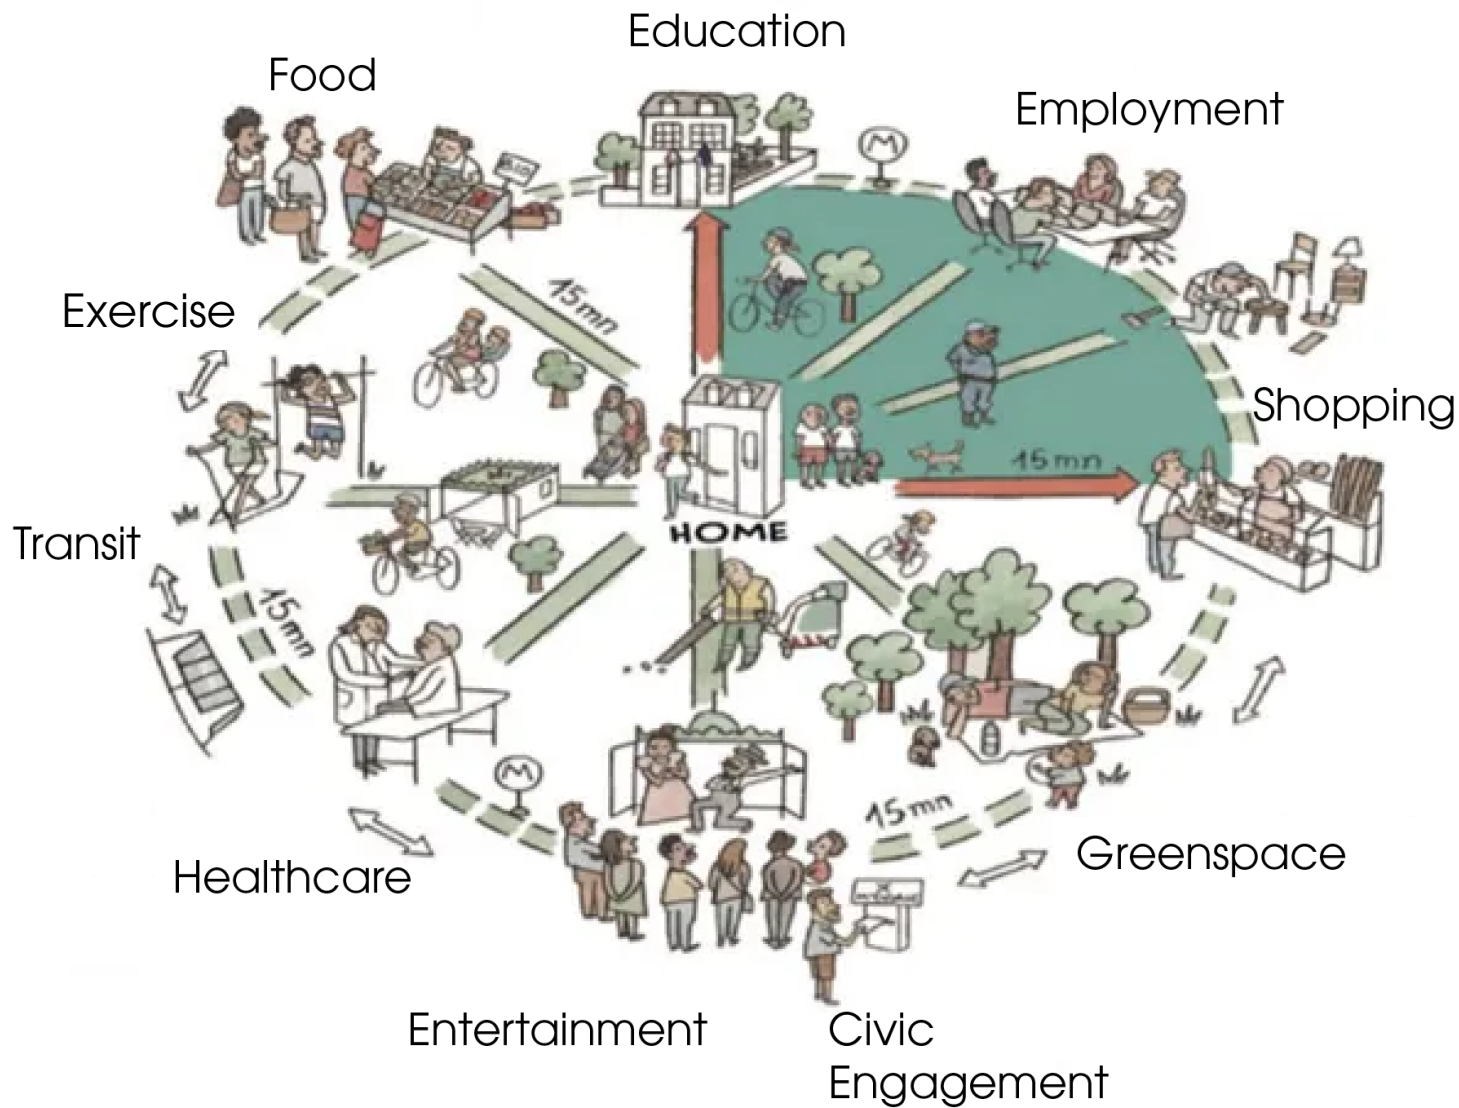 Education
Food
Employment
M
15mn
Exercise
Shopping
15mn
HOME
Transit
15mn
M
15mn
Greenspace
Healthcare
Entertainment
Civic
Engagement